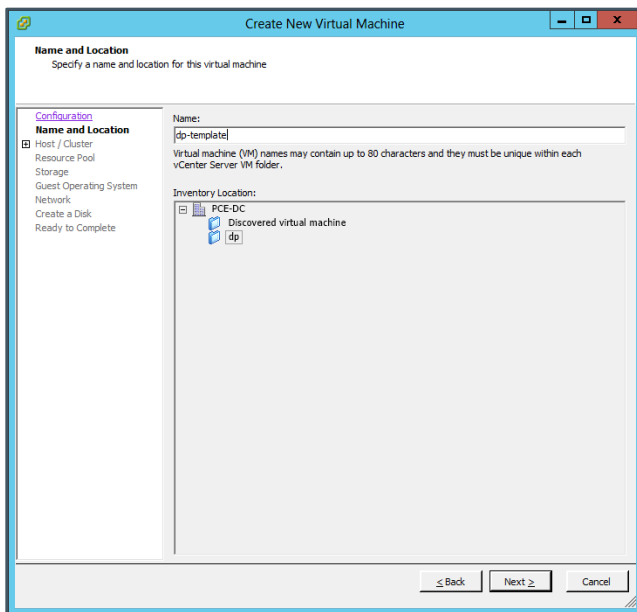 Create New Virtual Machine
Name and Location
Specify a name and location for this virtual machine
Configuration
Name and Location
Host / Cluster
Resource Pool
Storage
Guest Operating System
Network
Create a Disk
Ready to Complete
Name:
dp-template
Virtual machine (VM) names may contain up to 80 characters and they must be unique within each
vCenter Server VM folder.
Inventory Location:
PCE-DC
Discovered virtual machine
dp
< Back
Next >
Cancel